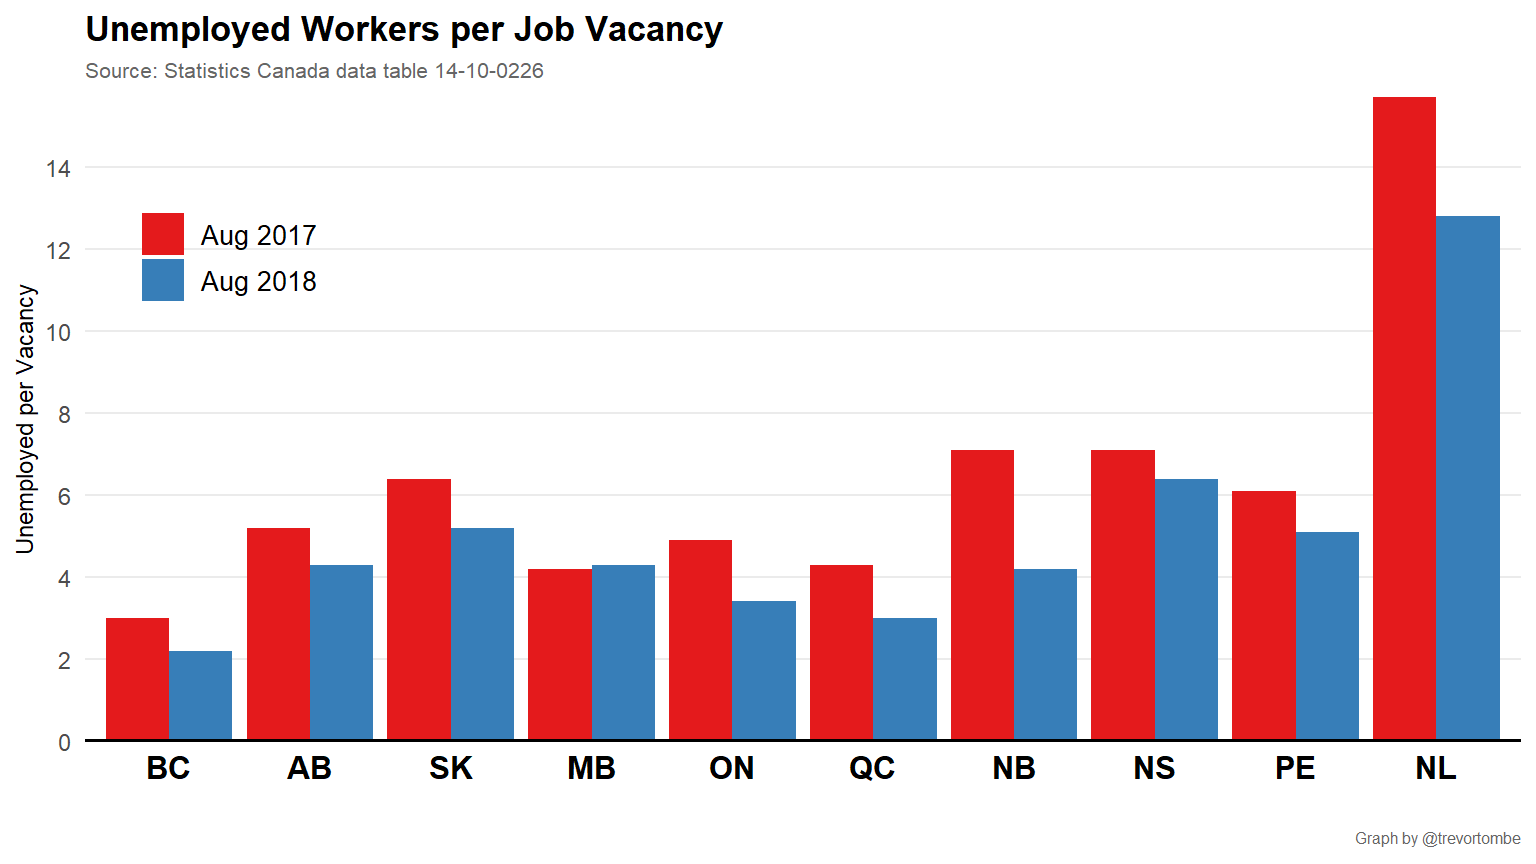 Unemployed Workers per Job Vacancy
Source: Statistics Canada data table 14-10-0226
Unemployed per Vacancy
14
12
10
8
6
4
2
0
Aug 2017
Aug 2018
BC AB SK MB ON QC NB NS PE NL
Graph by @trevortombe